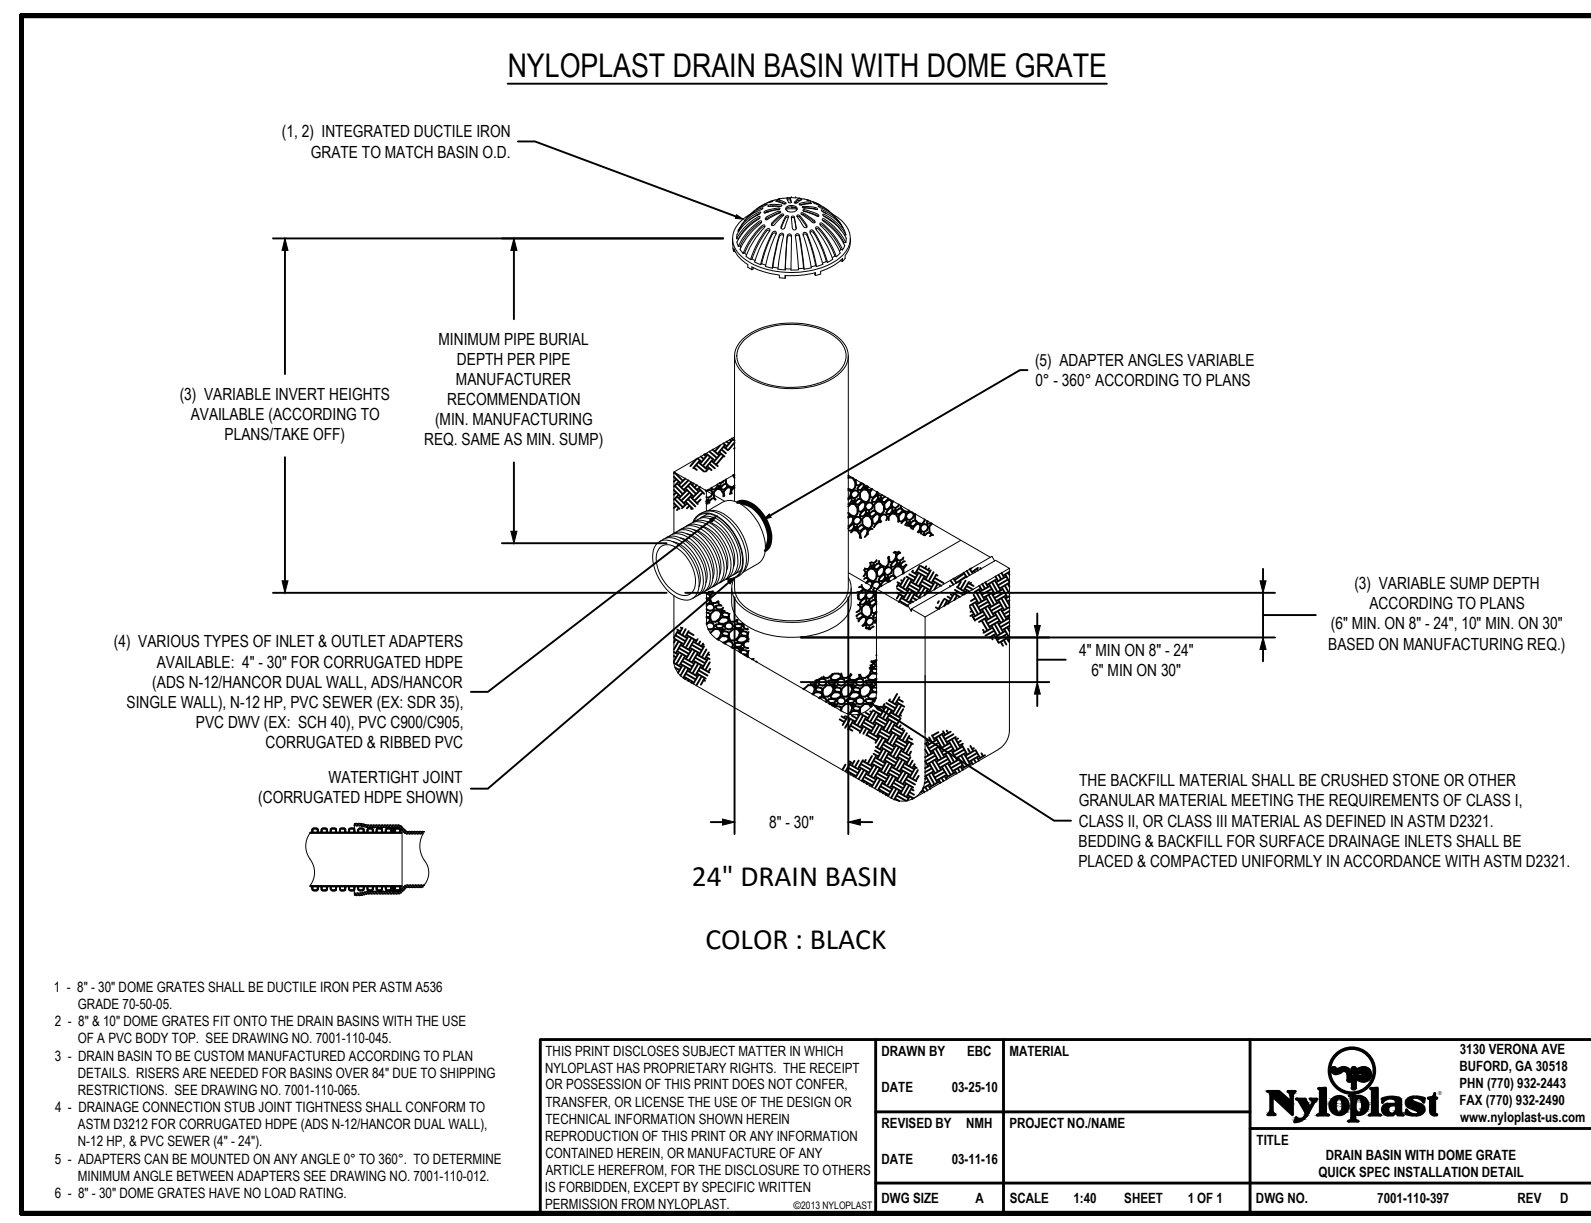 NYLOPLAST DRAIN BASIN WITH DOME GRATE
(1, 2) INTEGRATED DUCTILE IRON
GRATE TO MATCH BASIN O.D.
MINIMUM PIPE BURIAL
DEPTH PER PIPE
MANUFACTURER
RECOMMENDATION
(MIN. MANUFACTURING
REQ. SAME AS MIN. SUMP)
(3) VARIABLE INVERT HEIGHTS
AVAILABLE (ACCORDING TO
PLANS/TAKE OFF)
(5) ADAPTER ANGLES VARIABLE
0° - 360° ACCORDING TO PLANS
(3) VARIABLE SUMP DEPTH
ACCORDING TO PLANS
(6" MIN. ON 8" - 24", 10" MIN. ON 30"
BASED ON MANUFACTURING REQ.)
4" MIN ON 8" - 24"
6" MIN ON 30"
(4) VARIOUS TYPES OF INLET & OUTLET ADAPTERS
AVAILABLE: 4" - 30" FOR CORRUGATED HDPE
(ADS N-12/HANCOR DUAL WALL, ADS/HANCOR
SINGLE WALL), N-12 HP, PVC SEWER (EX: SDR 35),
PVC DWV (EX: SCH 40), PVC C900/C905,
CORRUGATED & RIBBED PVC
WATERTIGHT JOINT
(CORRUGATED HDPE SHOWN)
THE BACKFILL MATERIAL SHALL BE CRUSHED STONE OR OTHER
GRANULAR MATERIAL MEETING THE REQUIREMENTS OF CLASS I,
CLASS II, OR CLASS III MATERIAL AS DEFINED IN ASTM D2321.
BEDDING & BACKFILL FOR SURFACE DRAINAGE INLETS SHALL BE
PLACED & COMPACTED UNIFORMLY IN ACCORDANCE WITH ASTM D2321.
8" - 30"
24" DRAIN BASIN
COLOR : BLACK
1 - 8" - 30" DOME GRATES SHALL BE DUCTILE IRON PER ASTM A536
GRADE 70-50-05.
2 - 8" & 10" DOME GRATES FIT ONTO THE DRAIN BASINS WITH THE USE
OF A PVC BODY TOP. SEE DRAWING NO. 7001-110-045.
3 - DRAIN BASIN TO BE CUSTOM MANUFACTURED ACCORDING TO PLAN
DETAILS. RISERS ARE NEEDED FOR BASINS OVER 84" DUE TO SHIPPING
RESTRICTIONS. SEE DRAWING NO. 7001-110-065.
4 - DRAINAGE CONNECTION STUB JOINT TIGHTNESS SHALL CONFORM TO
ASTM D3212 FOR CORRUGATED HDPE (ADS N-12/HANCOR DUAL WALL),
N-12 HP, & PVC SEWER (4" - 24").
5 - ADAPTERS CAN BE MOUNTED ON ANY ANGLE 0° TO 360°. TO DETERMINE
MINIMUM ANGLE BETWEEN ADAPTERS SEE DRAWING NO. 7001-110-012.
6 - 8" - 30" DOME GRATES HAVE NO LOAD RATING.
THIS PRINT DISCLOSES SUBJECT MATTER IN WHICH
NYLOPLAST HAS PROPRIETARY RIGHTS. THE RECEIPT
OR POSSESSION OF THIS PRINT DOES NOT CONFER,
TRANSFER, OR LICENSE THE USE OF THE DESIGN OR
TECHNICAL INFORMATION SHOWN HEREIN
REPRODUCTION OF THIS PRINT OR ANY INFORMATION
CONTAINED HEREIN, OR MANUFACTURE OF ANY
ARTICLE HEREFROM, FOR THE DISCLOSURE TO OTHERS
IS FORBIDDEN, EXCEPT BY SPECIFIC WRITTEN
PERMISSION FROM NYLOPLAST. ©2013 NYLOPLAST
DRAWN BY EBC
DATE 03-25-10
REVISED BY NMH
DATE 03-11-16
DWG SIZE A
MATERIAL
PROJECT NO./NAME
SCALE 1:40 SHEET 1 OF 1
Nyloplast
3130 VERONA AVE
BUFORD, GA 30518
PHN (770) 932-2443
FAX (770) 932-2490
www.nyloplast-us.com
TITLE
DRAIN BASIN WITH DOME GRATE
QUICK SPEC INSTALLATION DETAIL
DWG NO. 7001-110-397 REV D